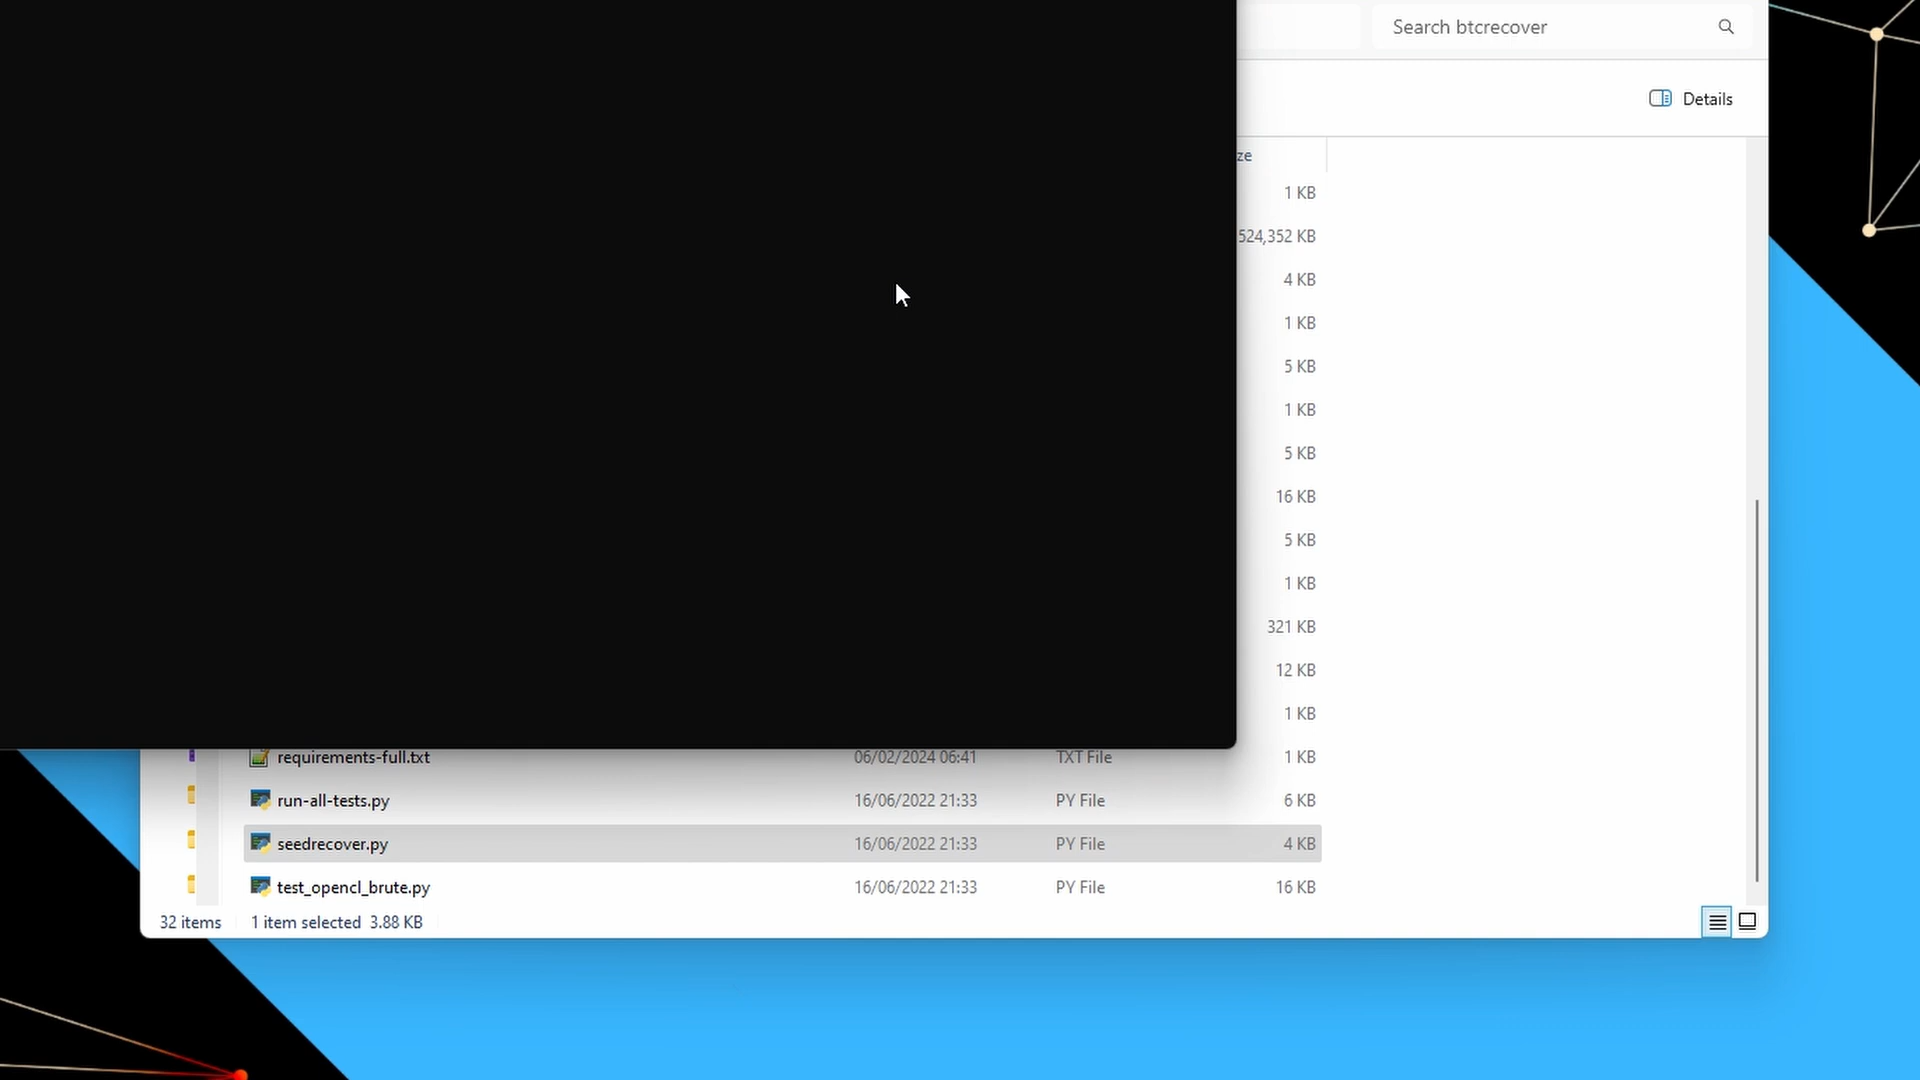 Search btcrecover
Details
ze
1 KB
524,352 KB
4 KB
1 KB
5 KB
1 KB
5 KB
16 KB
5 KB
1 KB
321 KB
12 KB
1 KB
requirements-full.txt 06/02/2024 06:41 TXT File 1 KB
run-all-tests.py 16/06/2022 21:33 PY File 6 KB
seedrecover.py 16/06/2022 21:33 PY File 4 KB
test_opencl_brute.py 16/06/2022 21:33 PY File 16 KB
32 items 1 item selected 3.88 KB